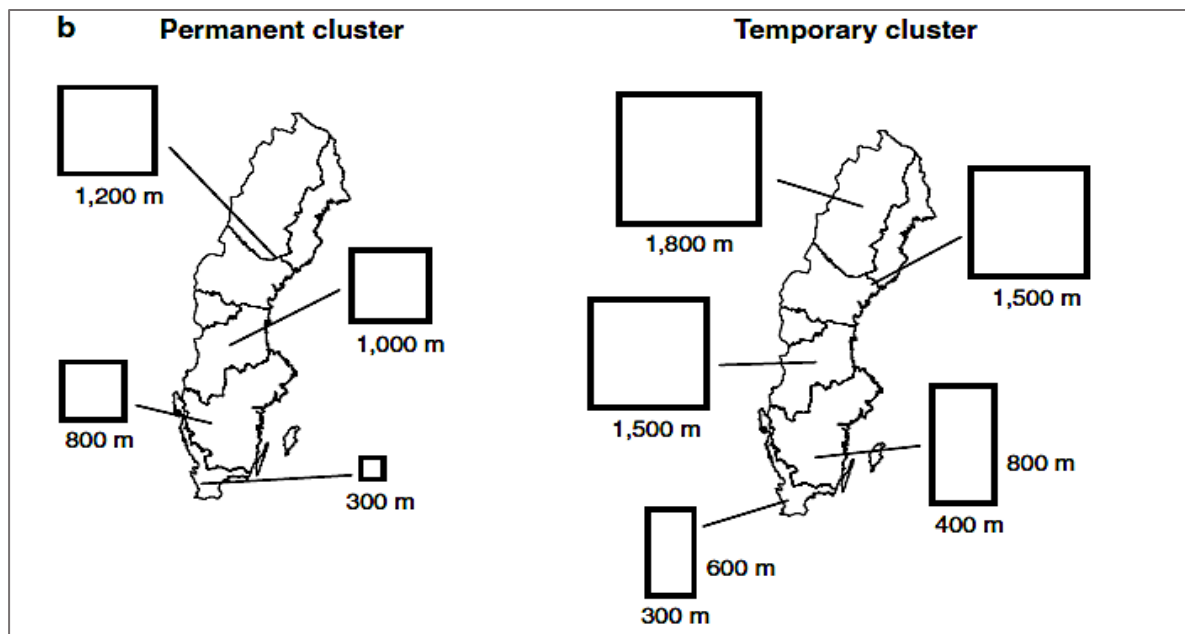 b Permanent cluster
1,200 m
1,000 m
800 m
300 m
Temporary cluster
1,800 m
1,500 m
1,500 m
800 m
400 m
600 m
300 m